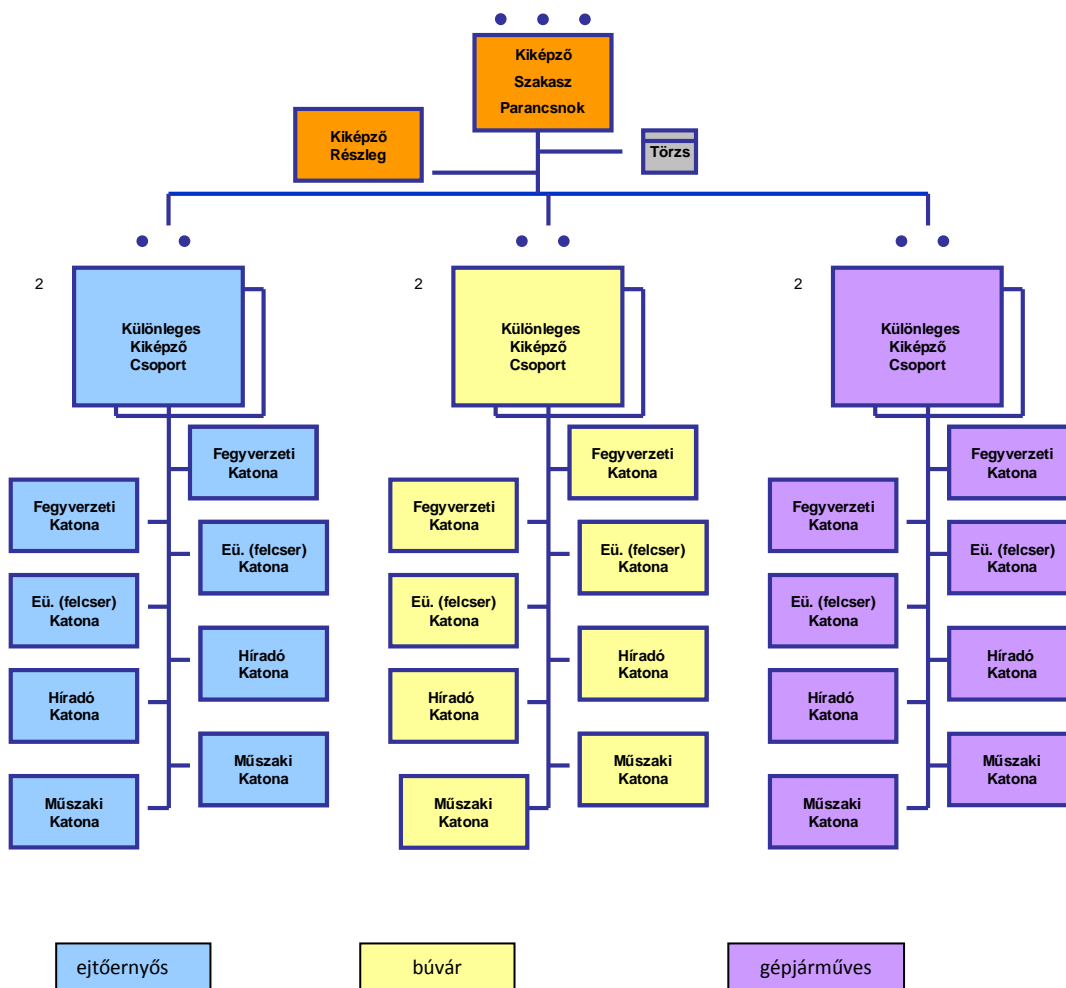 Kiképző
Szakasz
Parancsnok
Kiképző
Részleg
Törzs
2
Különleges
Kiképző
Csoport
2
Különleges
Kiképző
Csoport
2
Különleges
Kiképző
Csoport
Fegyverzeti
Katona
Fegyverzeti
Katona
Eü. (felcser)
Katona
Eü. (felcser)
Katona
Híradó
Katona
Híradó
Katona
Műszaki
Katona
Műszaki
Katona
Fegyverzeti
Katona
Fegyverzeti
Katona
Eü. (felcser)
Katona
Eü. (felcser)
Katona
Híradó
Katona
Híradó
Katona
Műszaki
Katona
Műszaki
Katona
Fegyverzeti
Katona
Fegyverzeti
Katona
Eü. (felcser)
Katona
Eü. (felcser)
Katona
Híradó
Katona
Híradó
Katona
Műszaki
Katona
Műszaki
Katona
ejtőernyős
búvár
gépjárműves